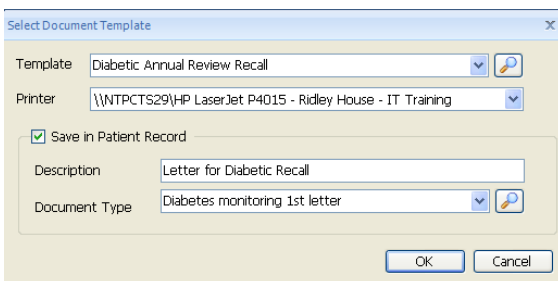 Select Document Template
Template Diabetic Annual Review Recall
Printer \\NTPCTS29\HP LaserJet P4015 - Ridley House - IT Training
Save in Patient Record
Description Letter for Diabetic Recall
Document Type Diabetes monitoring 1st letter
OK Cancel